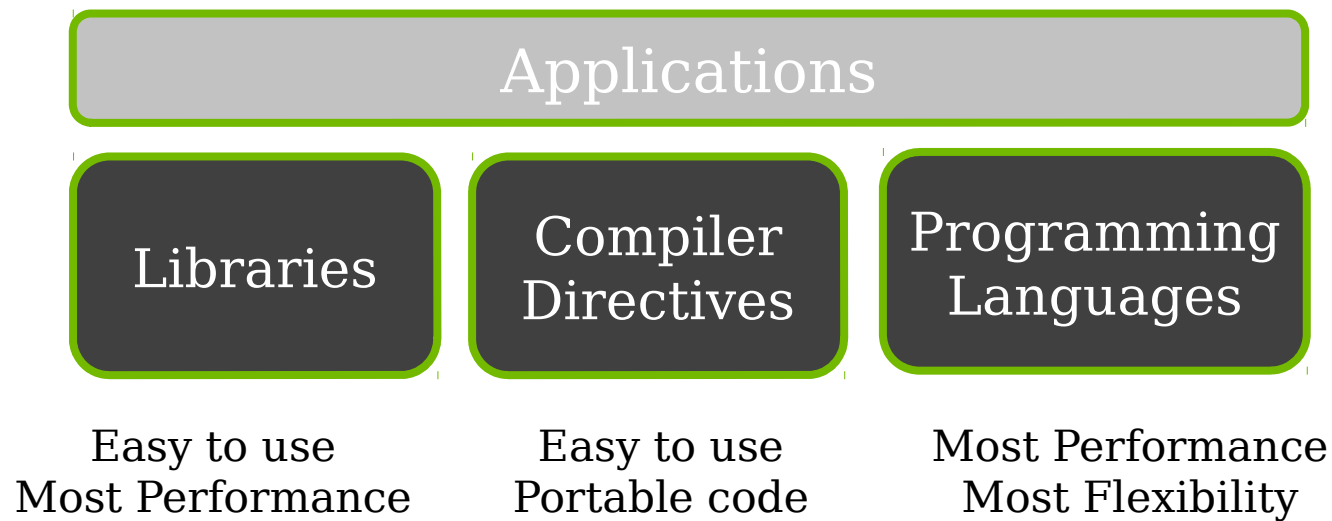 Applications
Libraries
Compiler
Directives
Programming
Languages
Easy to use
Most Performance
Easy to use
Portable code
Most Performance
Most Flexibility